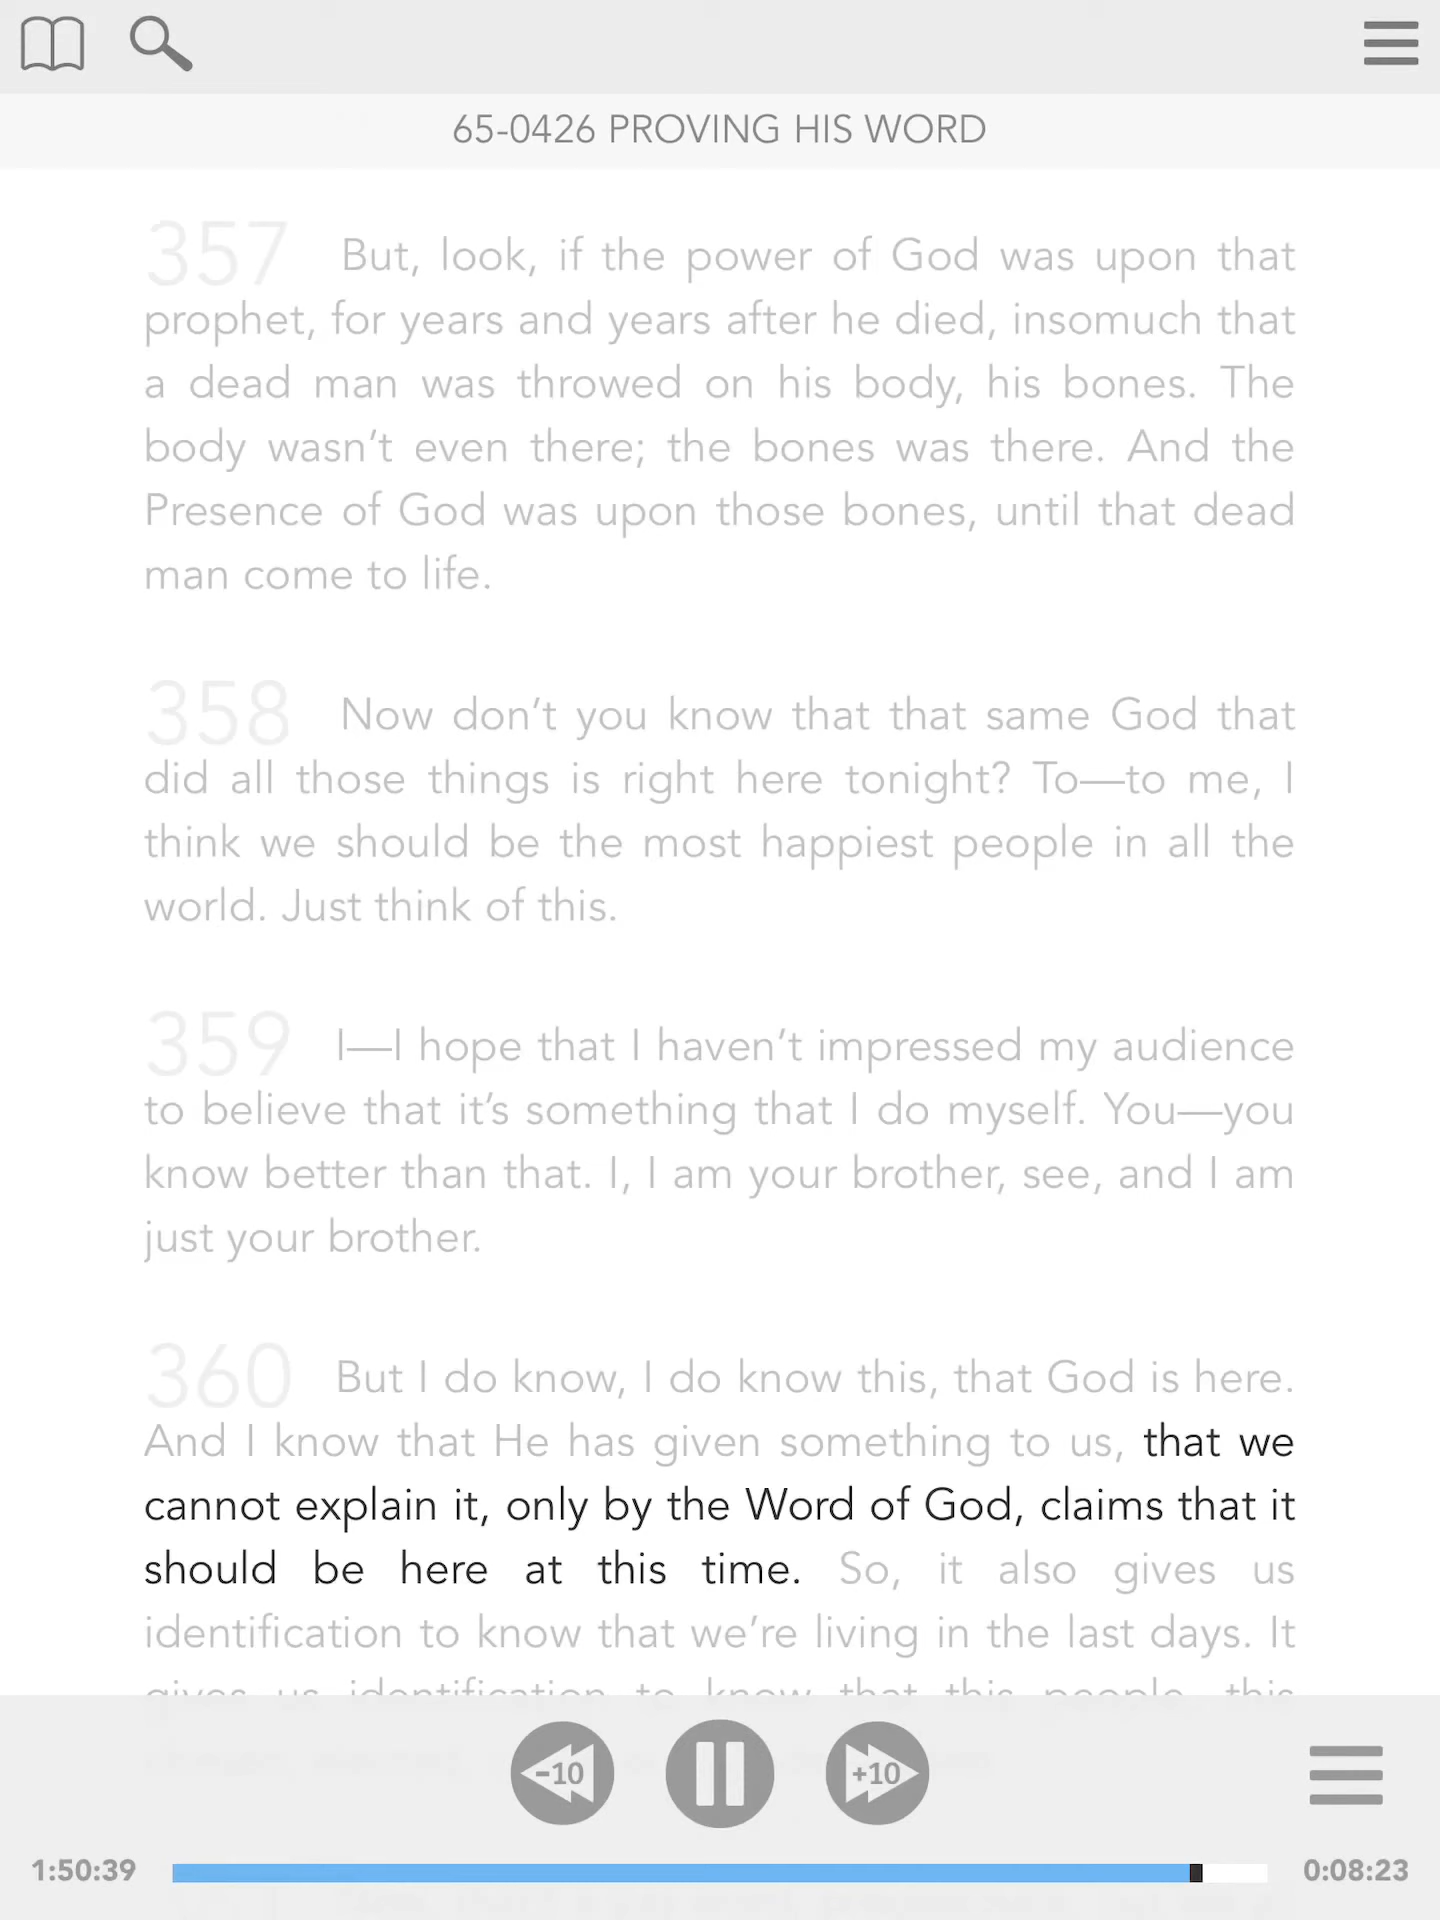 65-0426 PROVING HIS WORD
357 But, look, if the power of God was upon that
prophet, for years and years after he died, insomuch that
a dead man was throwed on his body, his bones. The
body wasn’t even there; the bones was there. And the
Presence of God was upon those bones, until that dead
man come to life.
358 Now don’t you know that that same God that
did all those things is right here tonight? To—to me, I
think we should be the most happiest people in all the
world. Just think of this.
359 I—I hope that I haven’t impressed my audience
to believe that it’s something that I do myself. You—you
know better than that. I, I am your brother, see, and I am
just your brother.
360 But I do know, I do know this, that God is here.
And I know that He has given something to us, that we
cannot explain it, only by the Word of God, claims that it
should be here at this time. So, it also gives us
identification to know that we’re living in the last days. It
gives us identification to know that this people, this
-10 +10
1:50:39 0:08:23